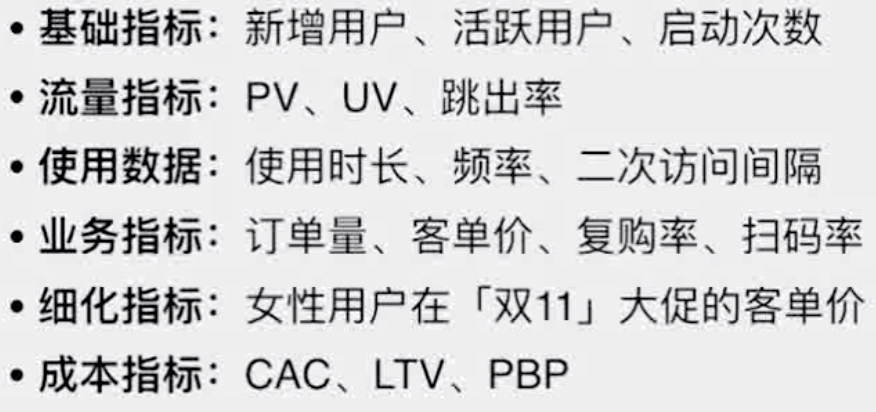 • 基础指标：新增用户、活跃用户、启动次数
• 流量指标：PV、UV、跳出率
• 使用数据：使用时长、频率、二次访问间隔
• 业务指标：订单量、客单价、复购率、扫码率
• 细化指标：女性用户在「双11」大促的客单价
• 成本指标：CAC、LTV、PBP